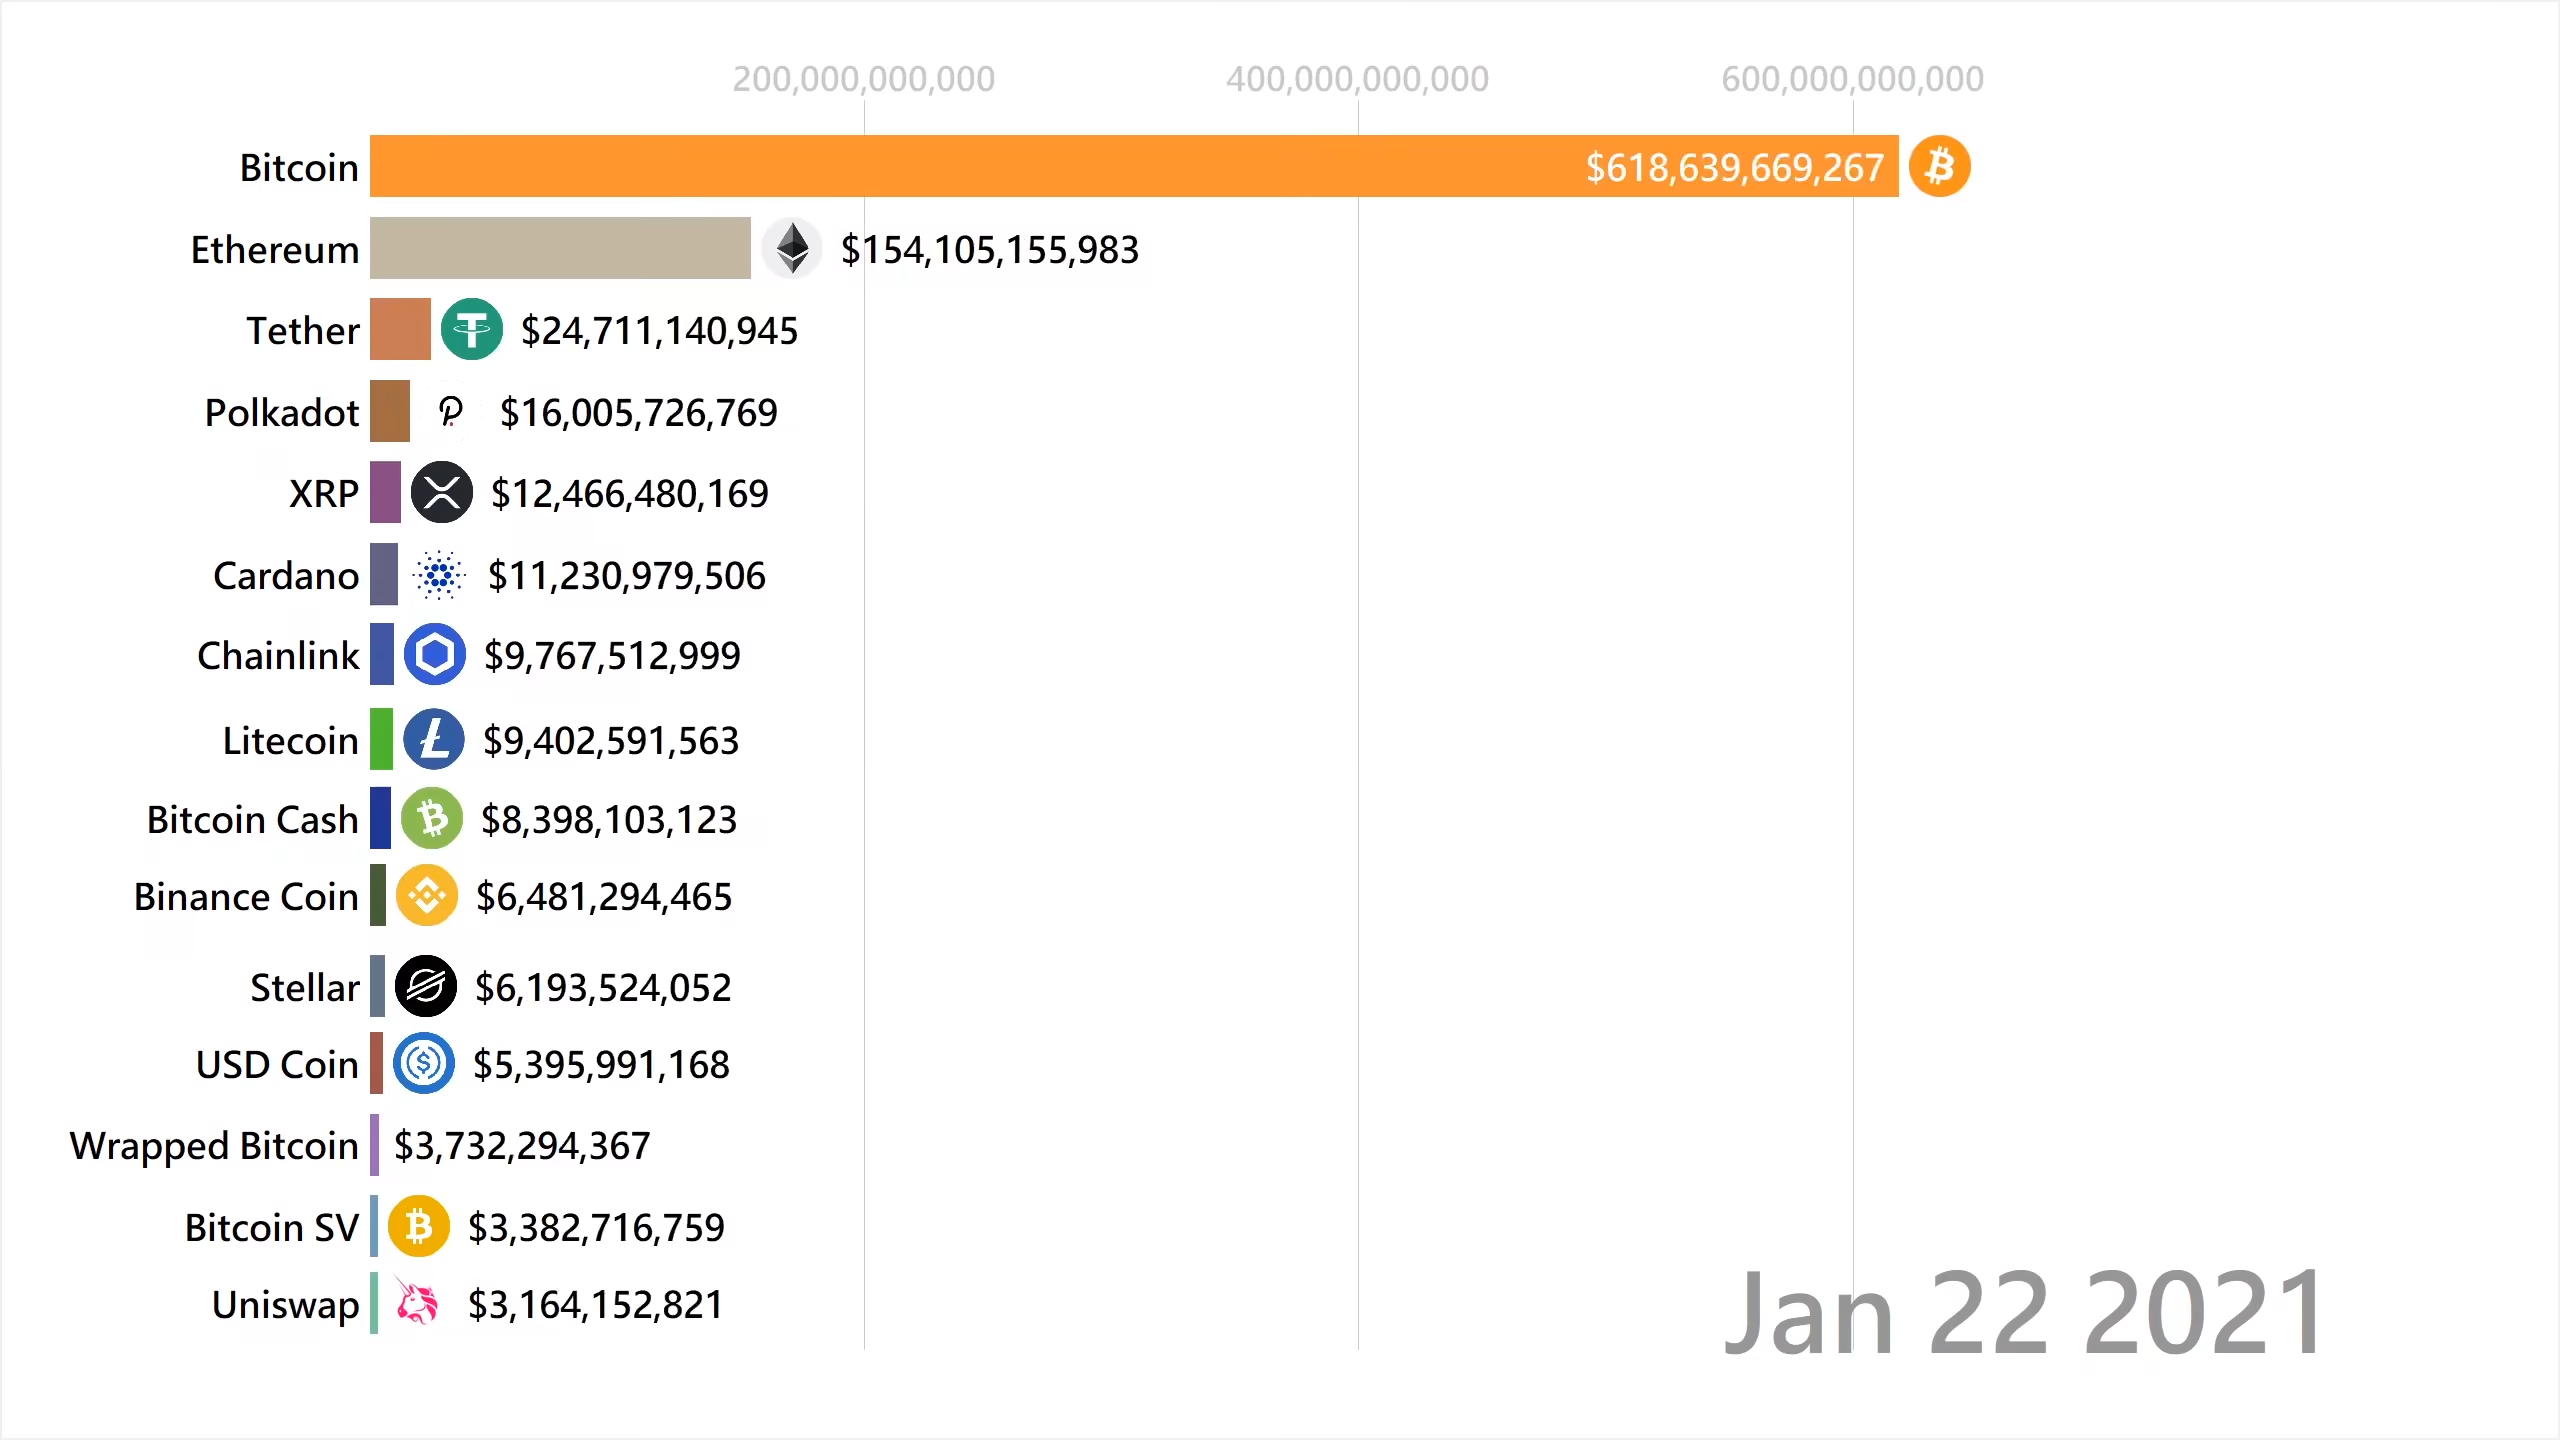 200,000,000,000 400,000,000,000 600,000,000,000
Bitcoin $618,639,669,267
Ethereum $154,105,155,983
Tether $24,711,140,945
Polkadot $16,005,726,769
XRP $12,466,480,169
Cardano $11,230,979,506
Chainlink $9,767,512,999
Litecoin $9,402,591,563
Bitcoin Cash $8,398,103,123
Binance Coin $6,481,294,465
Stellar $6,193,524,052
USD Coin $5,395,991,168
Wrapped Bitcoin $3,732,294,367
Bitcoin SV $3,382,716,759
Uniswap $3,164,152,821
Jan 22 2021